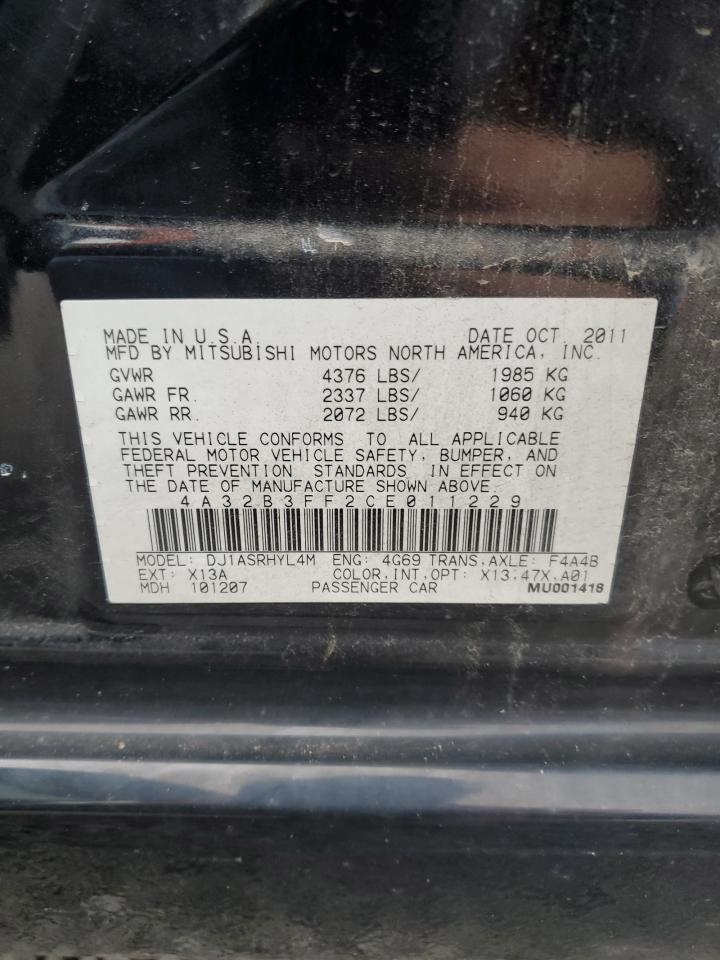 MADE IN U.S.A. DATE OCT 2011
MFD BY MITSUBISHI MOTORS NORTH AMERICA, INC.
GVWR 4376 LBS/ 1985 KG
GAWR FR. 2337 LBS/ 1060 KG
GAWR RR. 2072 LBS/ 940 KG
THIS VEHICLE CONFORMS TO ALL APPLICABLE
FEDERAL MOTOR VEHICLE SAFETY, BUMPER, AND
THEFT PREVENTION STANDARDS IN EFFECT ON
THE DATE OF MANUFACTURE SHOWN ABOVE.
4A32B3FF2CE011229
MODEL: DJ1ASRHYL4M ENG: 4G69 TRANS,AXLE: F4A4B
EXT: X13A COLOR,INT,OPT: X13,47X,A01
MDH 101207 PASSENGER CAR MU001418